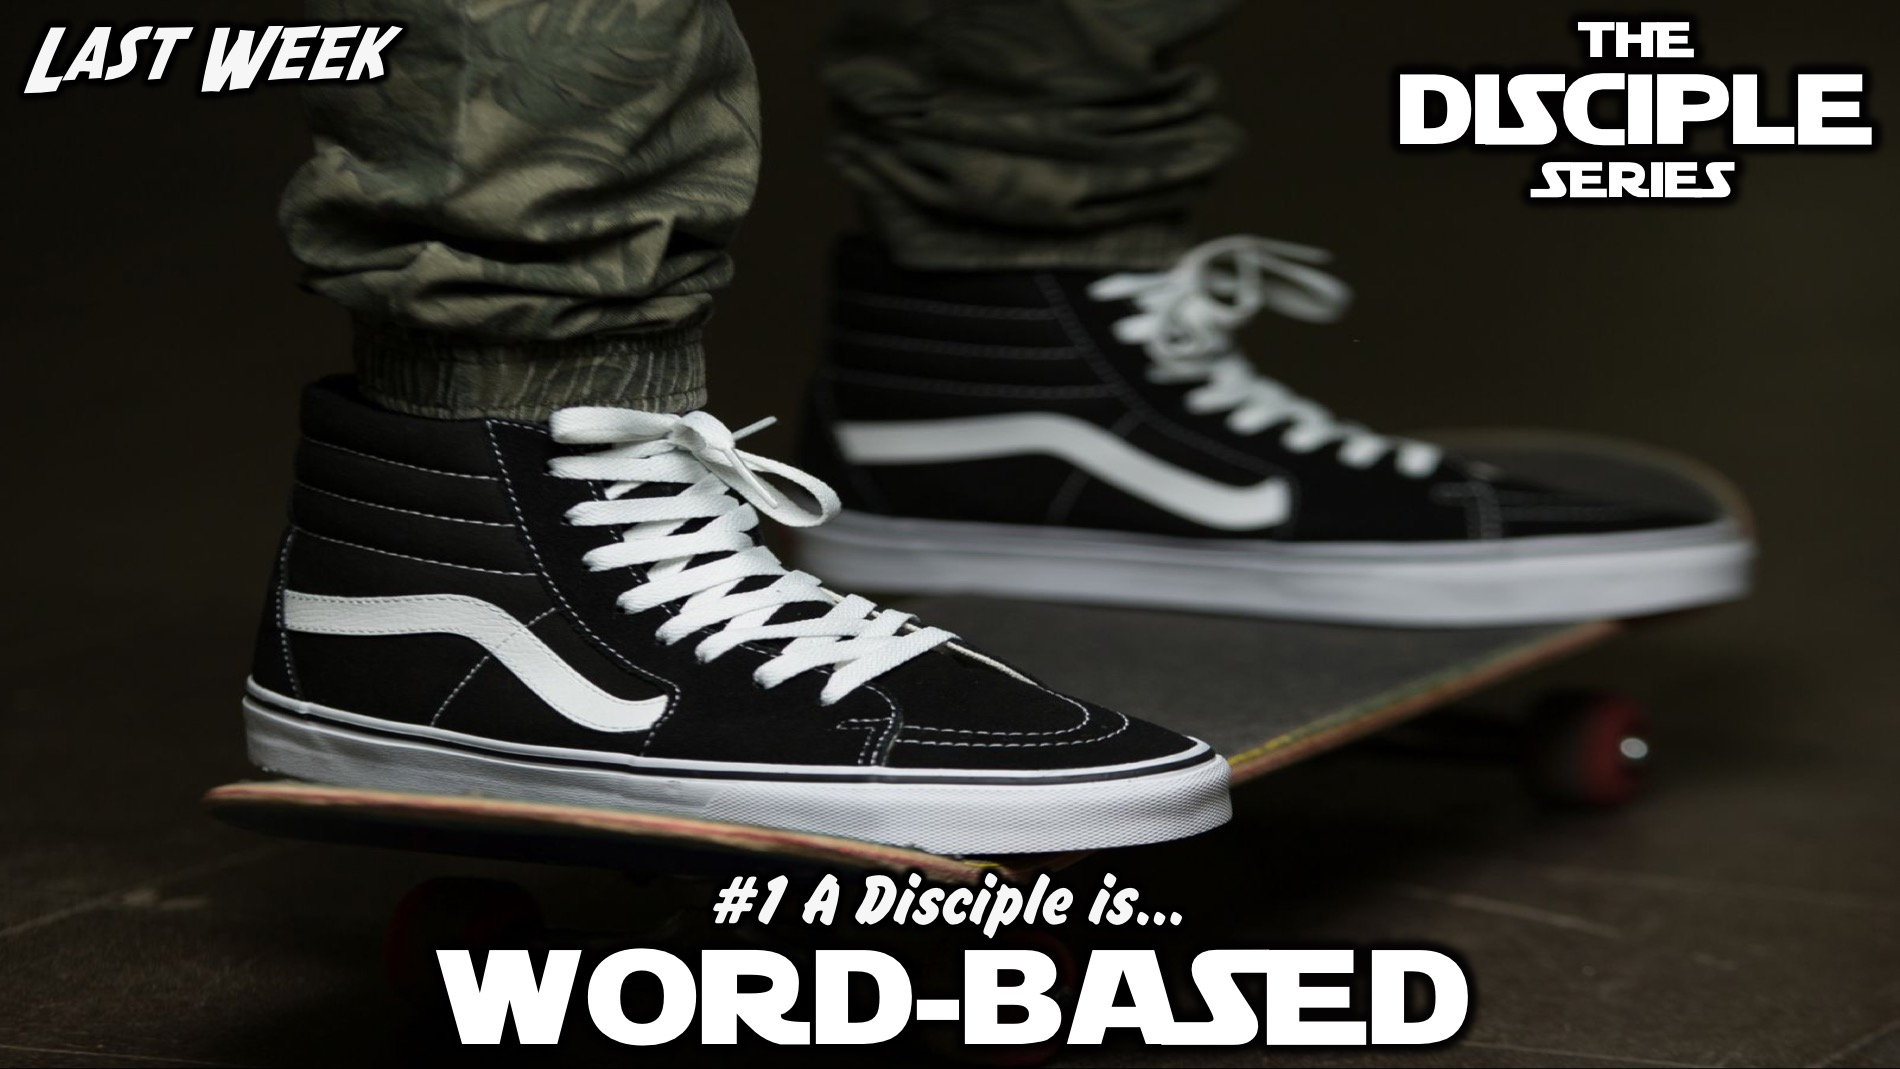 Last Week
THE
DISCIPLE
SERIES
#1 A Disciple is...
WORD-BASED